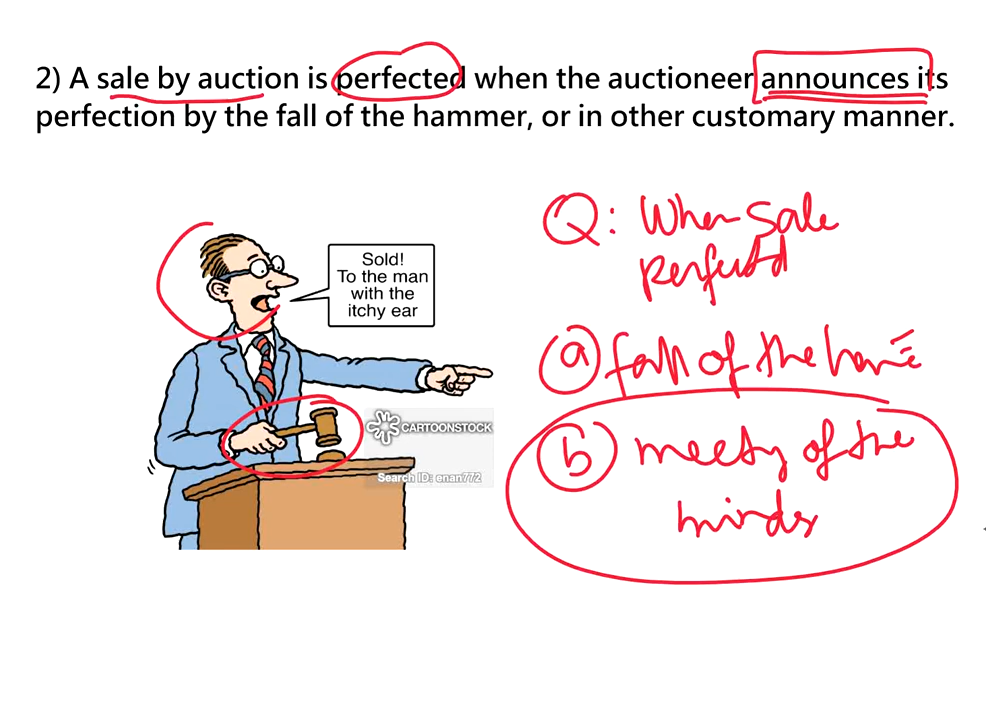 2) A sale by auction is perfected when the auctioneer announces its
perfection by the fall of the hammer, or in other customary manner.
Sold!
To the man
with the
itchy ear
CARTOONSTOCK
Search ID: enan772
Q: When sale
perfected
(a) fall of the
(b) meeting of the
minds